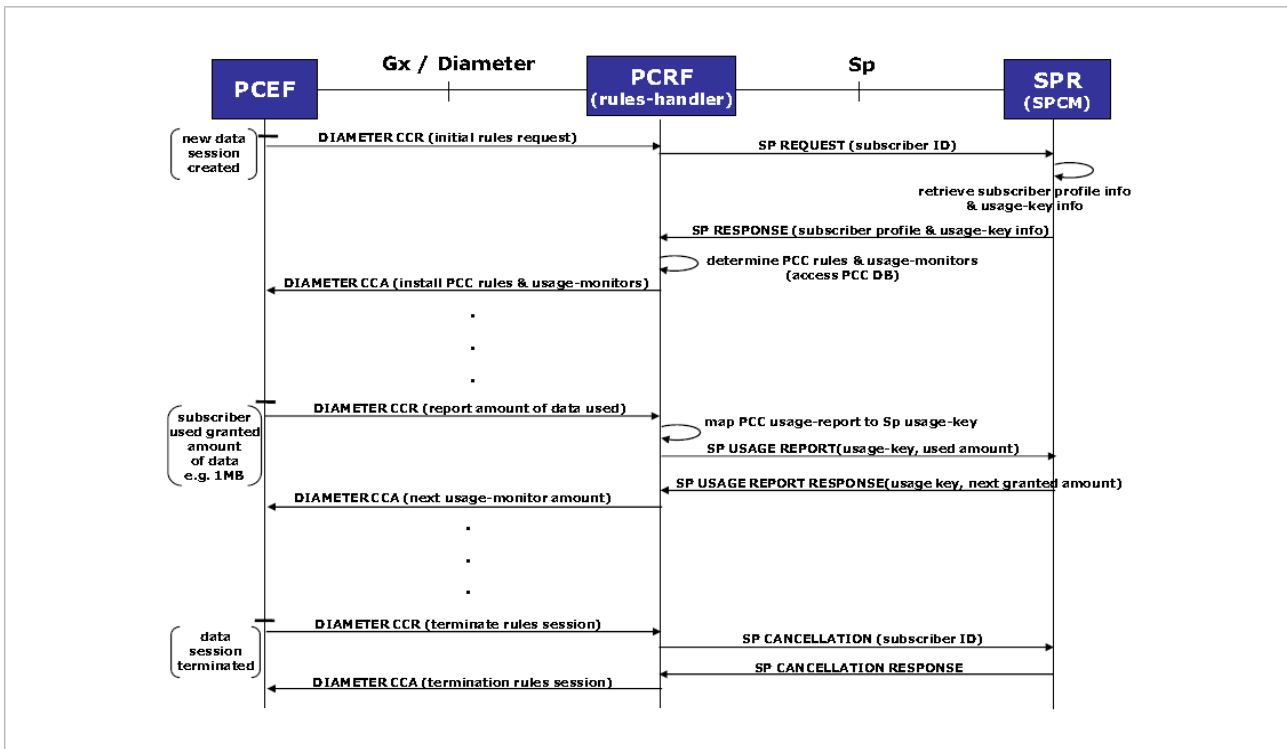 Gx / Diameter
Sp
PCEF
PCRF
(rules-handler)
SPR
(SPCM)
new data
session
created
DIAMETER CCR (initial rules request)
SP REQUEST (subscriber ID)
retrieve subscriber profile info
& usage-key info
SP RESPONSE (subscriber profile & usage-key info)
determine PCC rules & usage-monitors
(access PCC DB)
DIAMETER CCA (install PCC rules & usage-monitors)
subscriber
used granted
amount
of data
e.g. 1MB
DIAMETER CCR (report amount of data used)
map PCC usage-report to Sp usage-key
SP USAGE REPORT(usage-key, used amount)
SP USAGE REPORT RESPONSE(usage key, next granted amount)
DIAMETER CCA (next usage-monitor amount)
data
session
terminated
DIAMETER CCR (terminate rules session)
SP CANCELLATION (subscriber ID)
SP CANCELLATION RESPONSE
DIAMETER CCA (termination rules session)